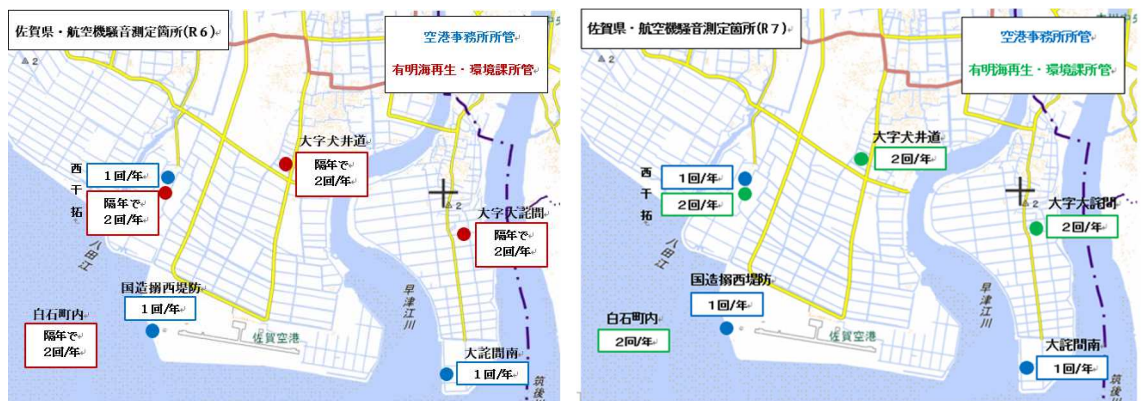 佐賀県・航空機騒音測定箇所(R6)
空港事務所所管
有明海再生・環境課所管
2
大字犬井道
隔年で
2回/年
西干拓
1回/年
隔年で
2回/年
2
大字大詫間
隔年で
2回/年
八田江
国造搦西堤防
1回/年
早津江川
白石町内
隔年で
2回/年
佐賀空港
大詫間南
1回/年
筑後川
佐賀県・航空機騒音測定箇所(R7)
空港事務所所管
有明海再生・環境課所管
2
大字犬井道
2回/年
西干拓
1回/年
2回/年
2
大字大詫間
2回/年
八田江
国造搦西堤防
1回/年
早津江川
白石町内
2回/年
佐賀空港
大詫間南
1回/年
筑後川